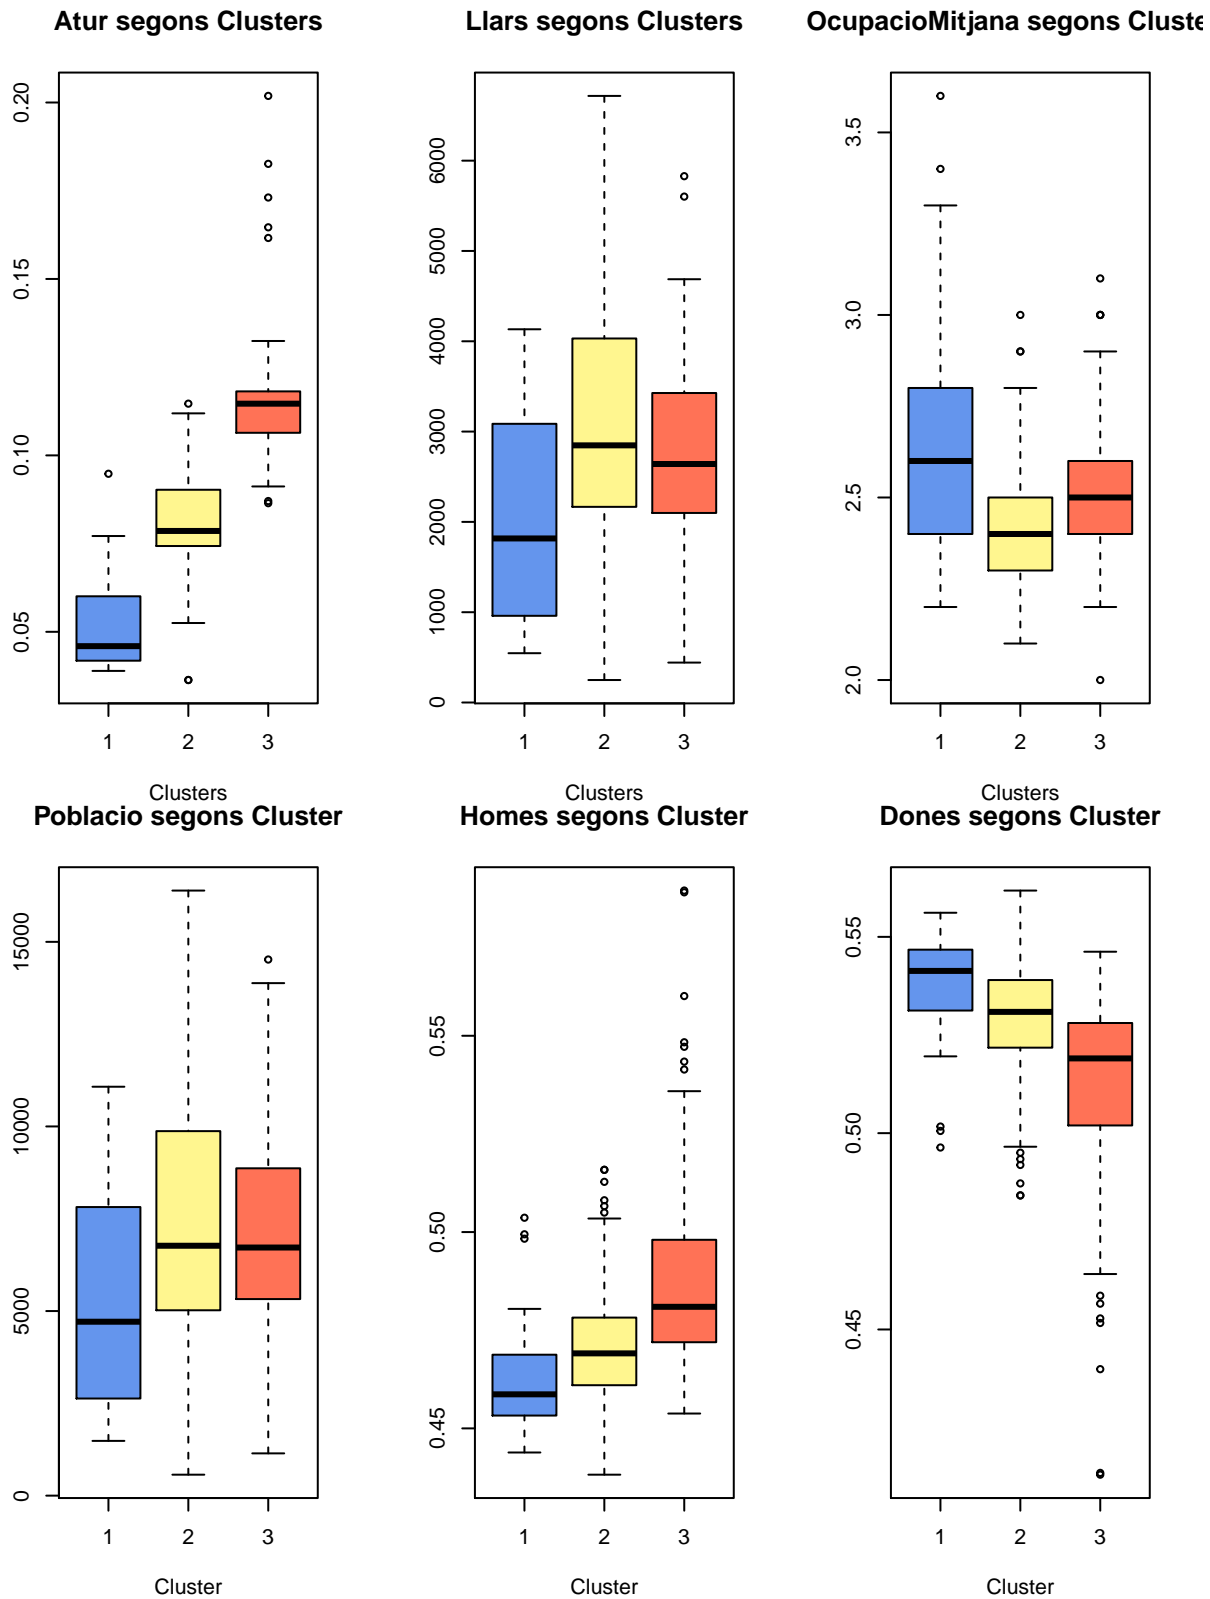 Atur segons Clusters
0.05 0.10 0.15 0.20
1 2 3
Clusters
Llars segons Clusters
0 1000 2000 3000 4000 5000 6000
1 2 3
Clusters
OcupacioMitjana segons Cluste
2.0 2.5 3.0 3.5
1 2 3
Clusters
Poblacio segons Cluster
0 5000 10000 15000
1 2 3
Cluster
Homes segons Cluster
0.45 0.50 0.55
1 2 3
Cluster
Dones segons Cluster
0.45 0.50 0.55
1 2 3
Cluster